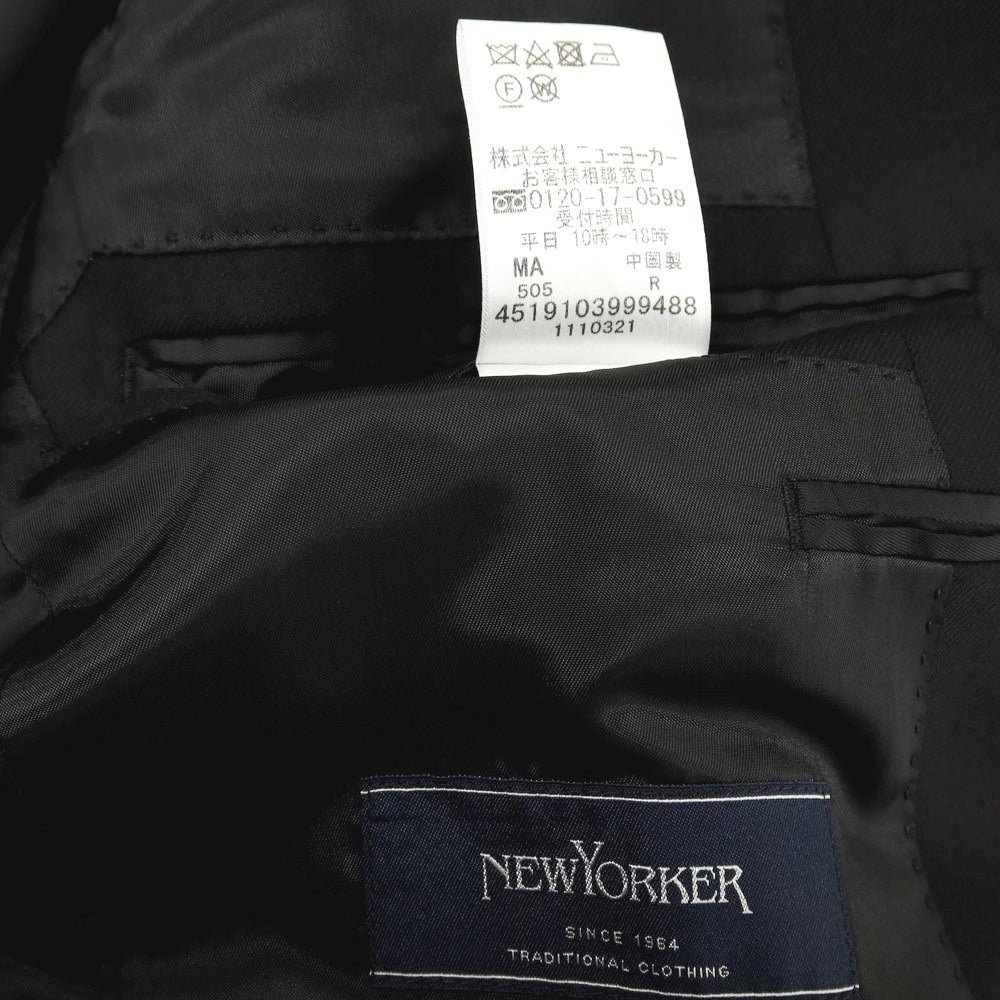 F W
株式会社 ニューヨーカー
お客様相談窓口
0120-17-0599
受付時間
平日 10時〜18時
MA 中国製
505 R
4519103999488
1110321
NEWYORKER
SINCE 1964
TRADITIONAL CLOTHING